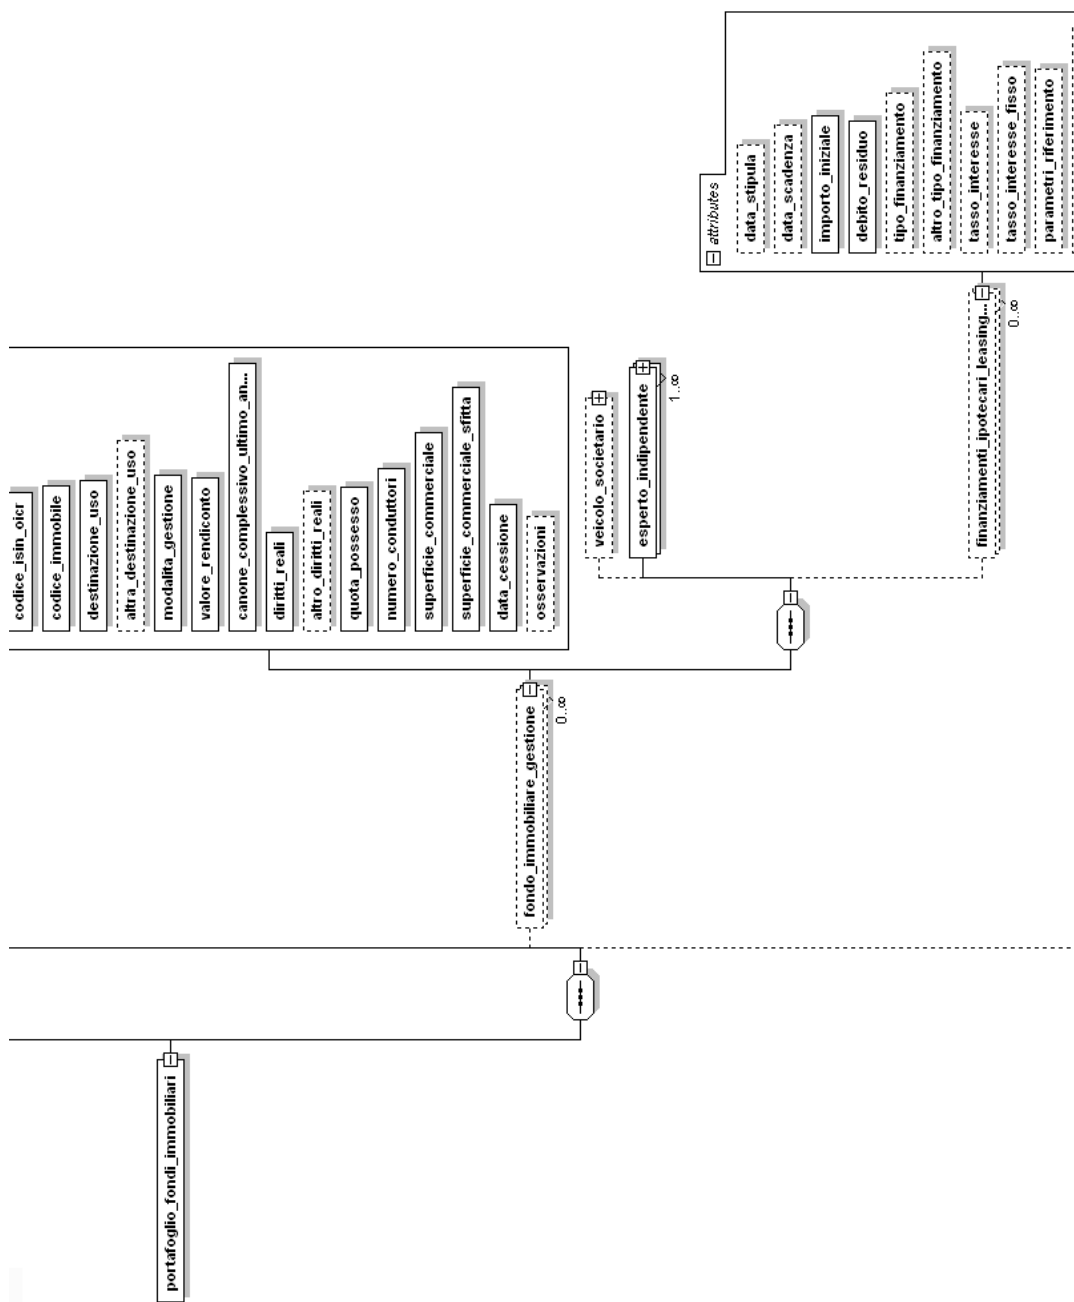 portafoglio_fondi_immobiliari
fondo_immobiliare_gestione
0..∞
codice_isin_oicr
codice_immobile
destinazione_uso
altra_destinazione_uso
modalita_gestione
valore_rendiconto
canone_complessivo_ultimo_an...
diritti_reali
altro_diritti_reali
quota_possesso
numero_conduttori
superficie_commerciale
superficie_commerciale_sfitta
data_cessione
osservazioni
veicolo_societario
esperto_indipendente
1..∞
finanziamenti_ipotecari_leasing...
0..∞
attributes
data_stipula
data_scadenza
importo_iniziale
debito_residuo
tipo_finanziamento
altro_tipo_finanziamento
tasso_interesse
tasso_interesse_fisso
parametri_riferimento